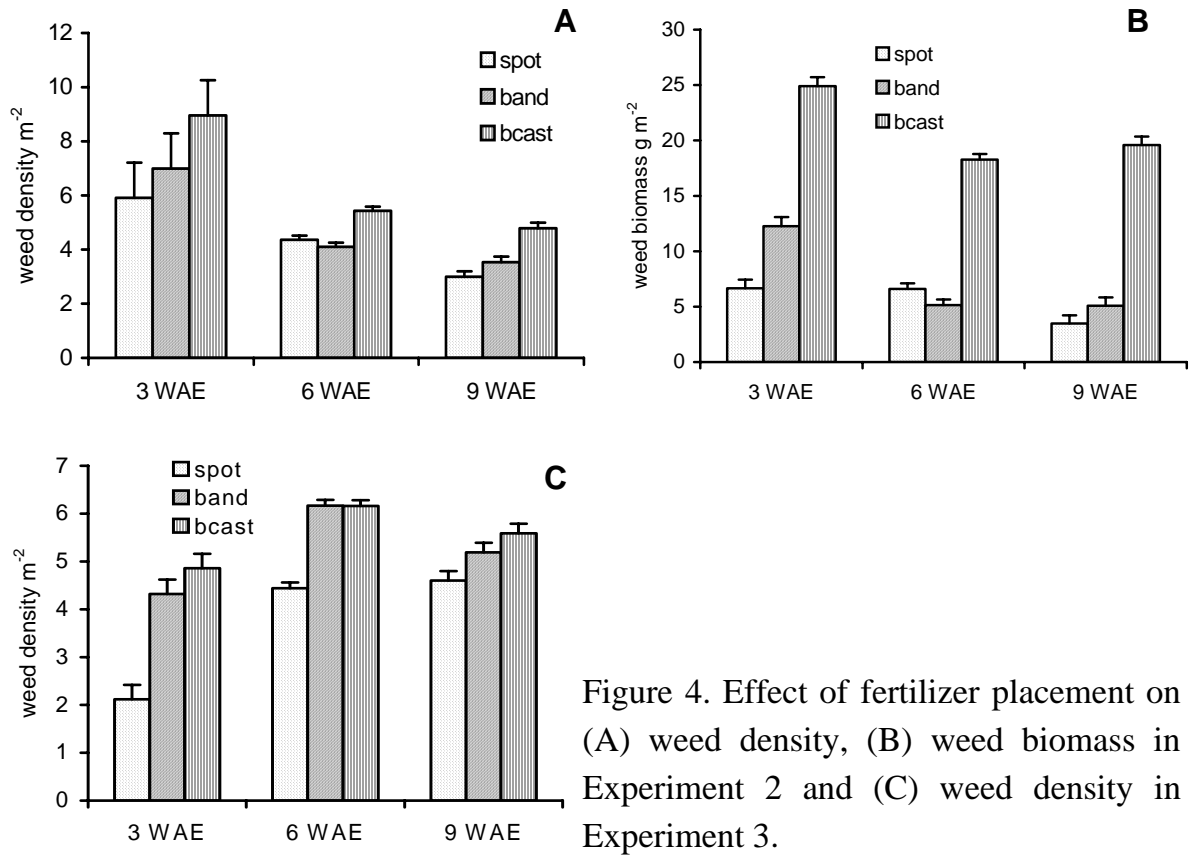 A
12
10
8
6
4
2
0
weed density m-2
spot
band
bcast
3 WAE 6 WAE 9 WAE
B
30
25
20
15
10
5
0
weed biomass g m-2
spot
band
bcast
3 WAE 6 WAE 9 WAE
C
7
6
5
4
3
2
1
0
weed density m-2
spot
band
bcast
3 WAE 6 WAE 9 WAE
Figure 4. Effect of fertilizer placement on
(A) weed density, (B) weed biomass in
Experiment 2 and (C) weed density in
Experiment 3.